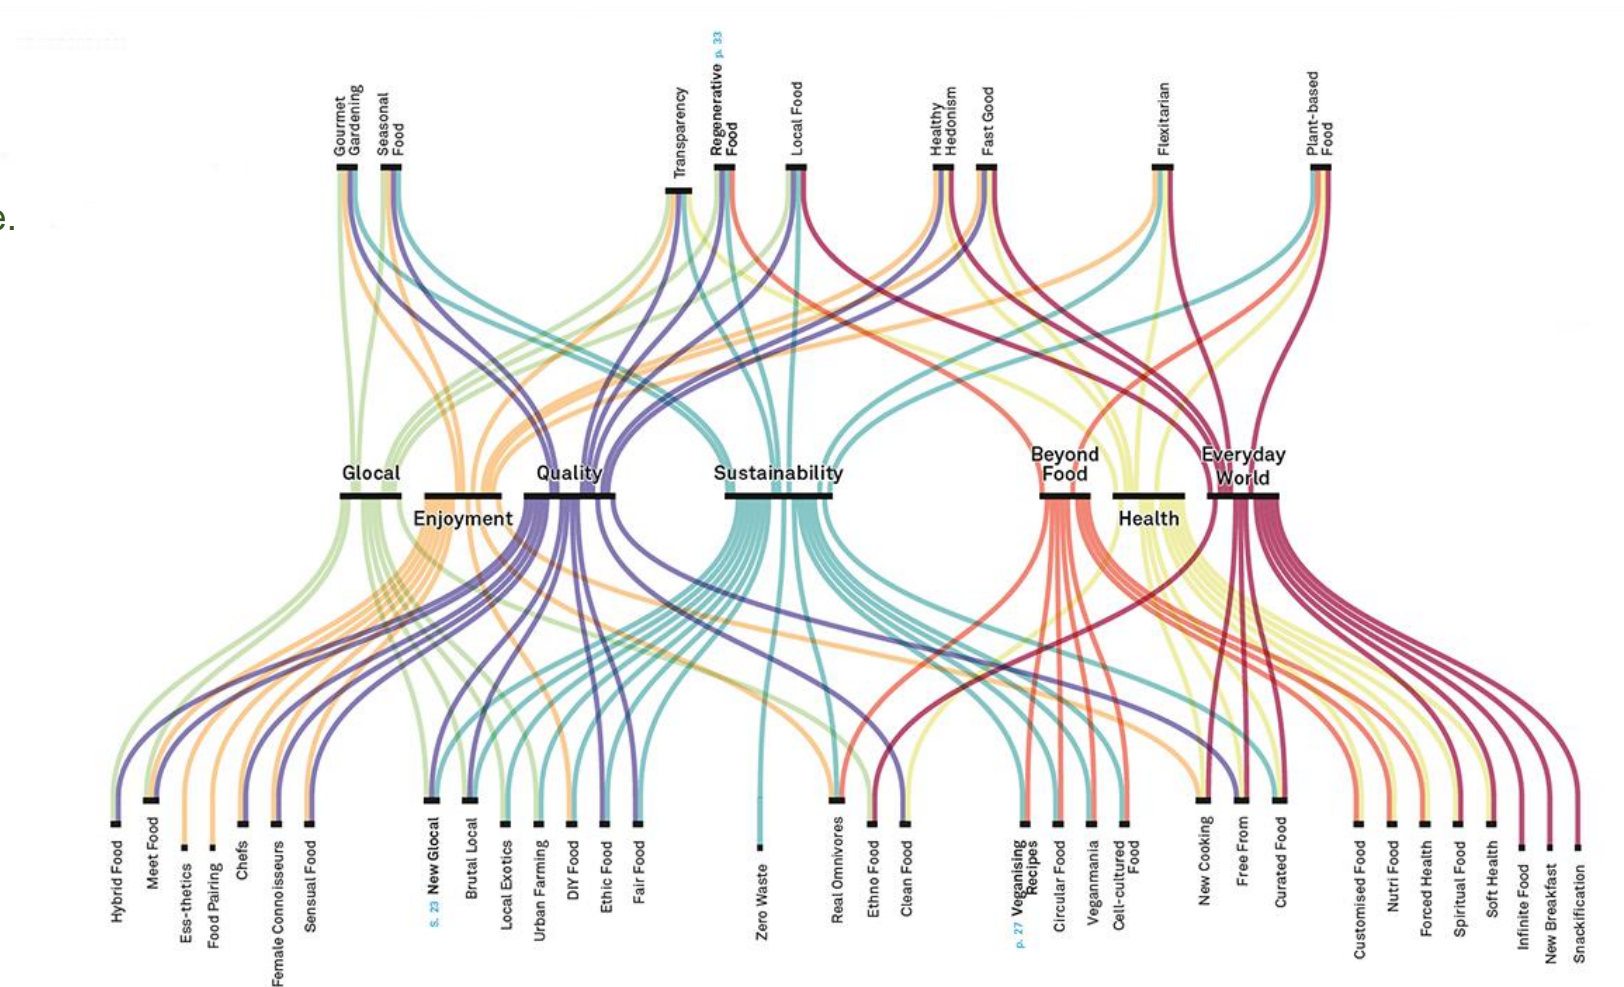 e.
Gourmet
Gardening
Seasonal
Food
Transparency
Regenerative p. 33
Food
Local Food
Healthy
Hedonism
Fast Good
Flexitarian
Plant-based
Food
Glocal
Enjoyment
Quality
Sustainability
Beyond
Food
Health
Everyday
World
Hybrid Food
Meet Food
Ess-thetics
Food Pairing
Chefs
Female Connoisseurs
Sensual Food
S. 23 New Glocal
Brutal Local
Local Exotics
Urban Farming
DIY Food
Ethic Food
Fair Food
Zero Waste
Real Omnivores
Ethno Food
Clean Food
p. 27 Veganising
Recipes
Circular Food
Veganmania
Cell-cultured
Food
New Cooking
Free From
Curated Food
Customised Food
Nutri Food
Forced Health
Spiritual Food
Soft Health
Infinite Food
New Breakfast
Snackification